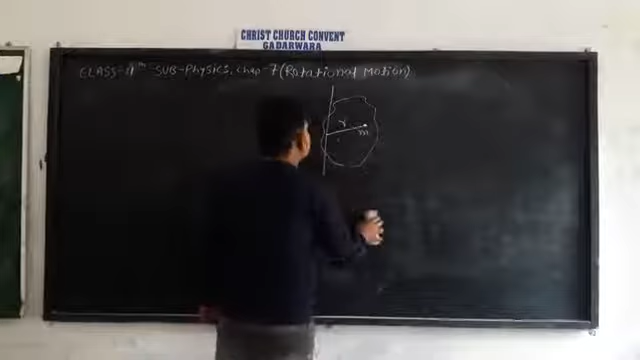 CHRIST CHURCH CONVENT
GADARWARA
CLASS-11th SUB-Physics, chap-7 (Rotational Motion)
r
m